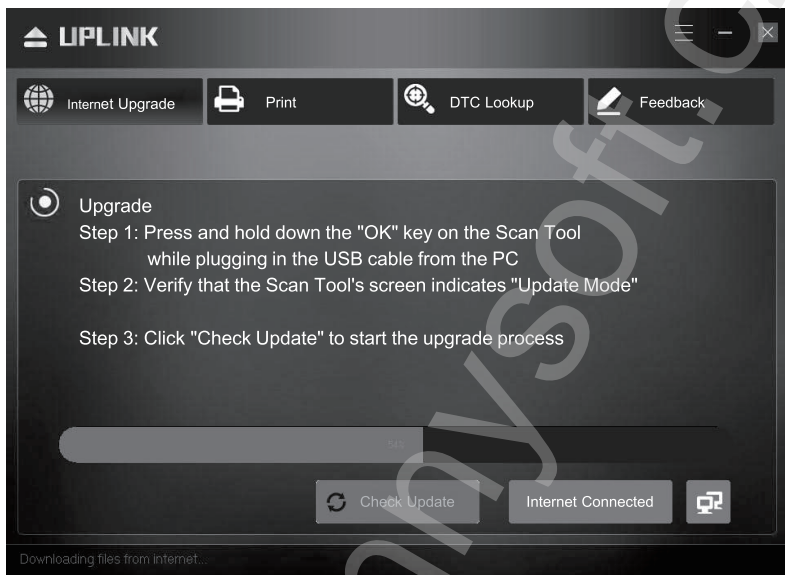 UPLINK
Internet Upgrade
Print
DTC Lookup
Feedback
Upgrade
Step 1: Press and hold down the "OK" key on the Scan Tool
while plugging in the USB cable from the PC
Step 2: Verify that the Scan Tool's screen indicates "Update Mode"
Step 3: Click "Check Update" to start the upgrade process
54%
Check Update
Internet Connected
Downloading files from internet...